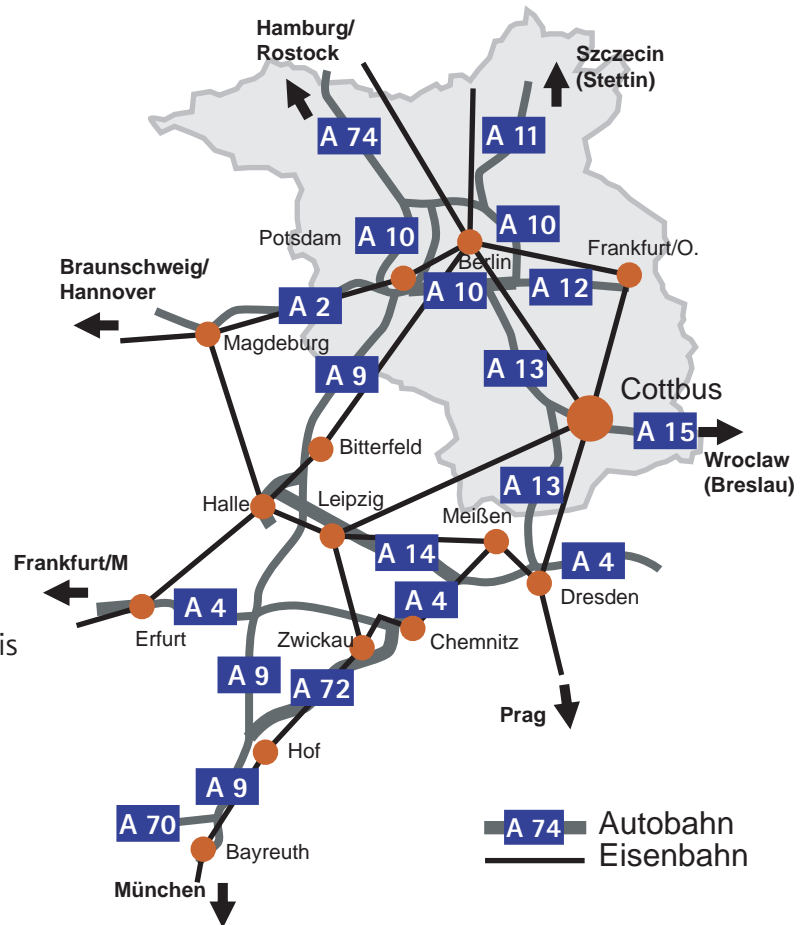 Hamburg/
Rostock
Szczecin
(Stettin)
A 74
A 11
A 10
A 10
Potsdam
Berlin
Frankfurt/O.
Braunschweig/
Hannover
A 10
A 12
A 2
Magdeburg
A 9
A 13
Cottbus
A 15
Bitterfeld
Wroclaw
(Breslau)
Halle
Leipzig
A 13
Meißen
A 14
Frankfurt/M
A 4
Dresden
A 4
A 4
Erfurt
Zwickau
Chemnitz
is
A 9
A 72
Prag
Hof
A 9
A 70
Bayreuth
München
A 74 Autobahn
Eisenbahn